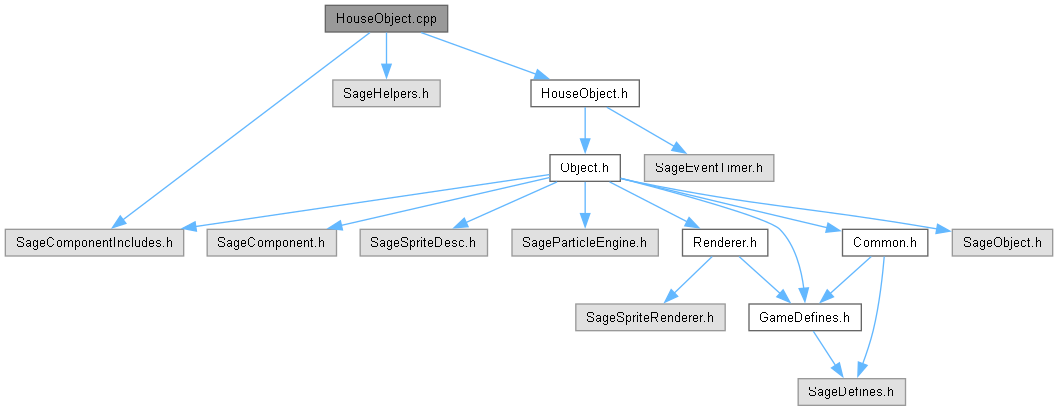 HouseObject.cpp
SageHelpers.h
HouseObject.h
Object.h
SageEventTimer.h
SageComponentIncludes.h
SageComponent.h
SageSpriteDesc.h
SageParticleEngine.h
Renderer.h
Common.h
SageObject.h
SageSpriteRenderer.h
GameDefines.h
SageDefines.h